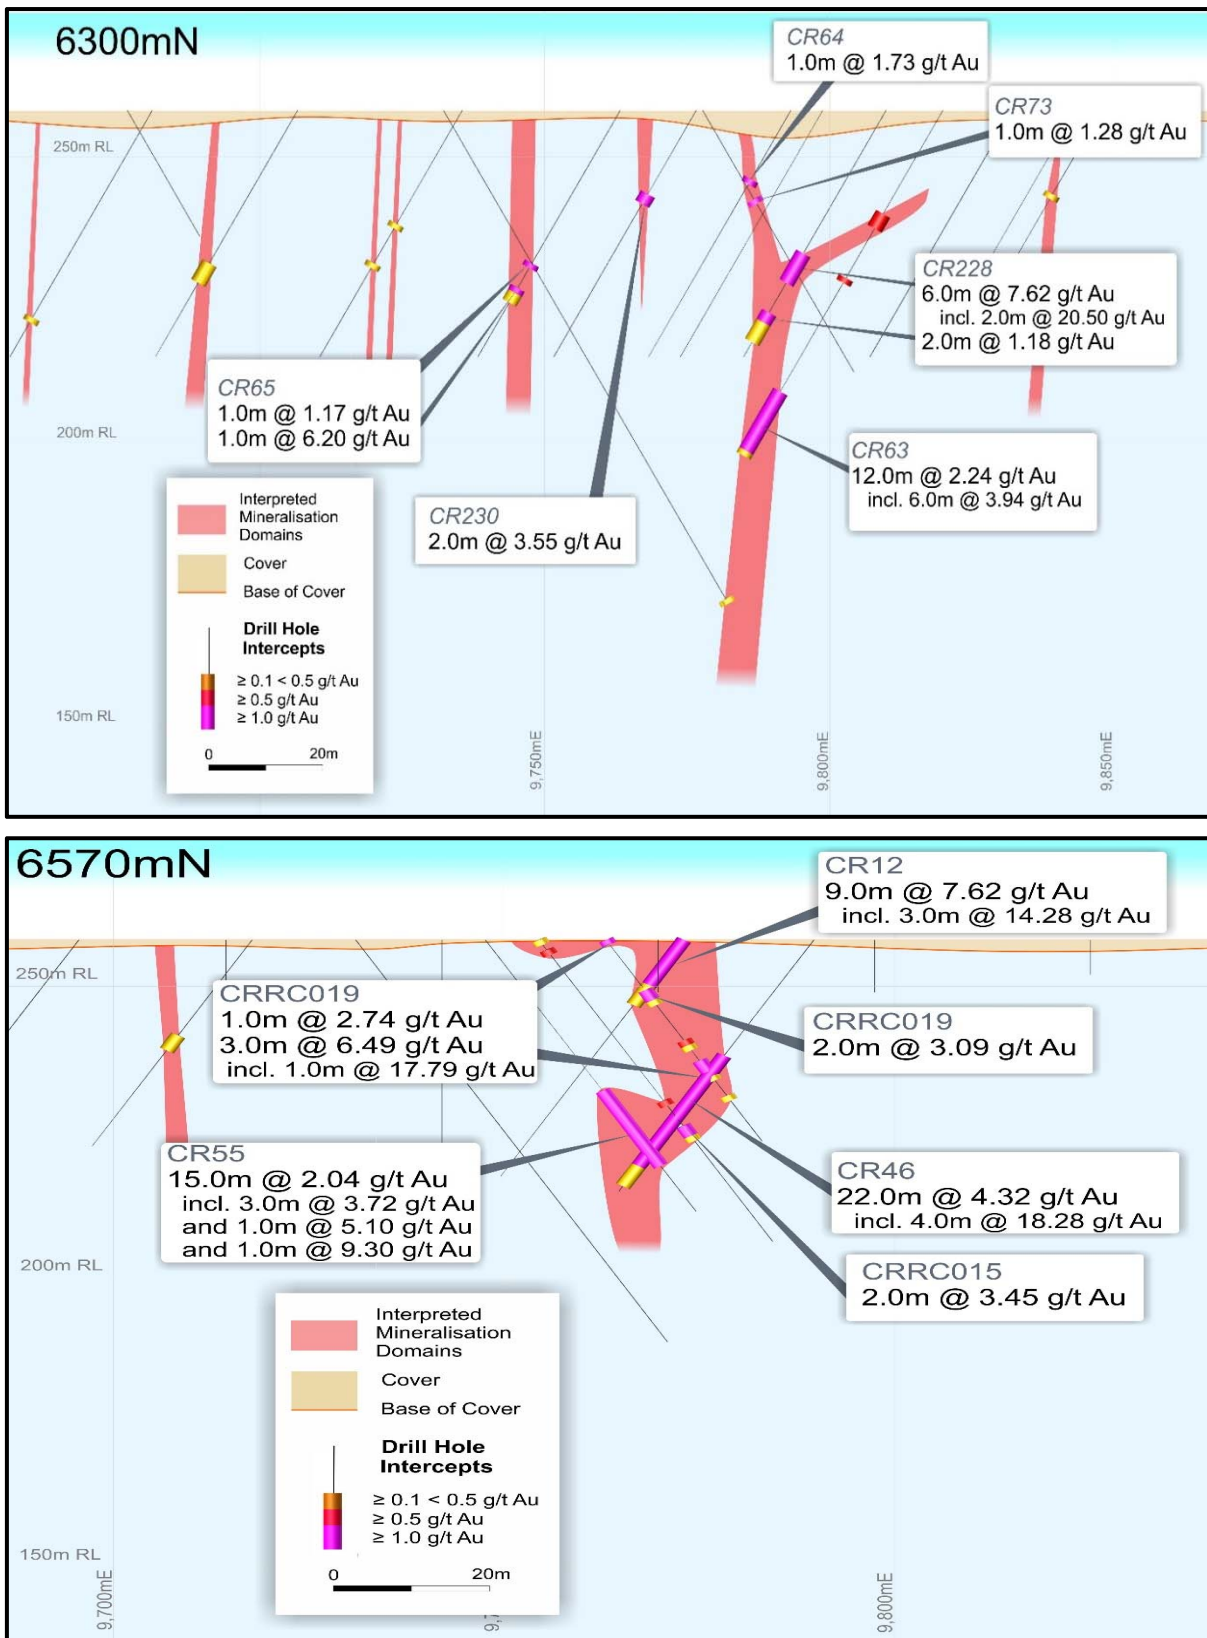 6300mN
CR64
1.0m @ 1.73 g/t Au
CR73
1.0m @ 1.28 g/t Au
250m RL
CR228
6.0m @ 7.62 g/t Au
incl. 2.0m @ 20.50 g/t Au
2.0m @ 1.18 g/t Au
CR65
1.0m @ 1.17 g/t Au
1.0m @ 6.20 g/t Au
200m RL
CR63
12.0m @ 2.24 g/t Au
incl. 6.0m @ 3.94 g/t Au
CR230
2.0m @ 3.55 g/t Au
Interpreted
Mineralisation
Domains
Cover
Base of Cover
Drill Hole
Intercepts
≥ 0.1 < 0.5 g/t Au
≥ 0.5 g/t Au
≥ 1.0 g/t Au
0 20m
150m RL
9,750mE
9,800mE
9,850mE
6570mN
CR12
9.0m @ 7.62 g/t Au
incl. 3.0m @ 14.28 g/t Au
250m RL
CRRC019
1.0m @ 2.74 g/t Au
3.0m @ 6.49 g/t Au
incl. 1.0m @ 17.79 g/t Au
CRRC019
2.0m @ 3.09 g/t Au
CR55
15.0m @ 2.04 g/t Au
incl. 3.0m @ 3.72 g/t Au
and 1.0m @ 5.10 g/t Au
and 1.0m @ 9.30 g/t Au
CR46
22.0m @ 4.32 g/t Au
incl. 4.0m @ 18.28 g/t Au
200m RL
CRRC015
2.0m @ 3.45 g/t Au
Interpreted
Mineralisation
Domains
Cover
Base of Cover
Drill Hole
Intercepts
≥ 0.1 < 0.5 g/t Au
≥ 0.5 g/t Au
≥ 1.0 g/t Au
0 20m
150m RL
9,700mE
9,800mE